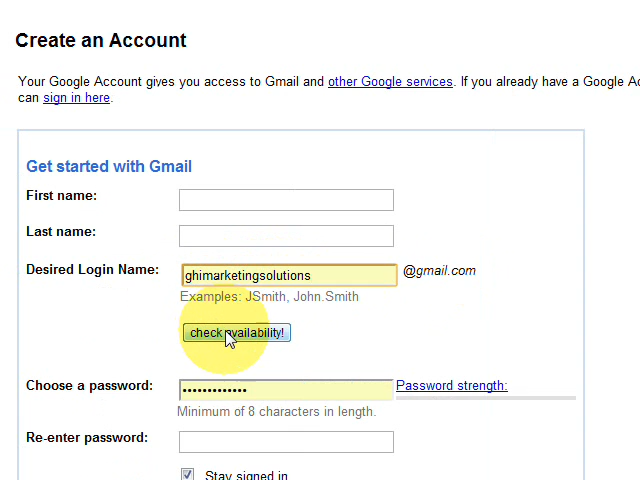 Create an Account
Your Google Account gives you access to Gmail and other Google services. If you already have a Google
can sign in here.
Get started with Gmail
First name:
Last name:
Desired Login Name: ghimarketingsolutions @gmail.com
Examples: JSmith, John.Smith
check availability!
Choose a password: ••••••••••••• Password strength:
Minimum of 8 characters in length.
Re-enter password:
Stay signed in